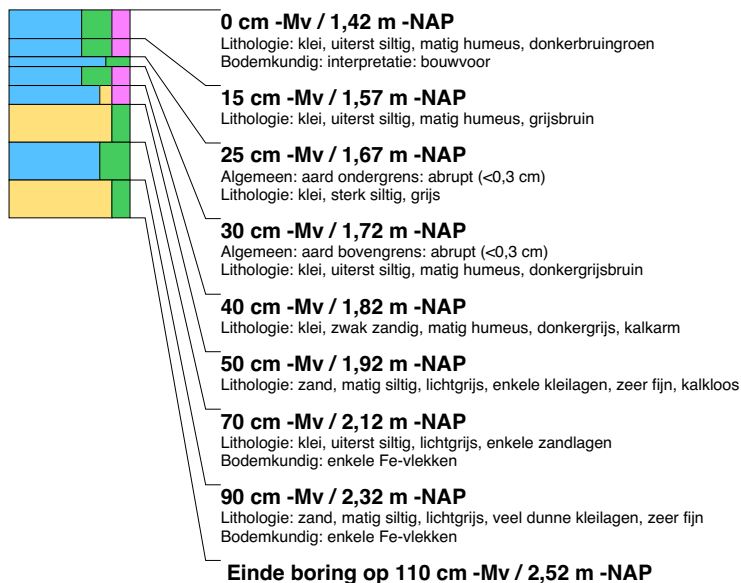 0 cm -Mv / 1,42 m -NAP
Lithologie: klei, uiterst siltig, matig humeus, donkerbruingroen
Bodemkundig: interpretatie: bouwvoor
15 cm -Mv / 1,57 m -NAP
Lithologie: klei, uiterst siltig, matig humeus, grijsbruin
25 cm -Mv / 1,67 m -NAP
Algemeen: aard ondergrens: abrupt (<0,3 cm)
Lithologie: klei, sterk siltig, grijs
30 cm -Mv / 1,72 m -NAP
Algemeen: aard bovengrens: abrupt (<0,3 cm)
Lithologie: klei, uiterst siltig, matig humeus, donkergrijsbruin
40 cm -Mv / 1,82 m -NAP
Lithologie: klei, zwak zandig, matig humeus, donkergrijs, kalkarm
50 cm -Mv / 1,92 m -NAP
Lithologie: zand, matig siltig, lichtgrijs, enkele kleilagen, zeer fijn, kalkloos
70 cm -Mv / 2,12 m -NAP
Lithologie: klei, uiterst siltig, lichtgrijs, enkele zandlagen
Bodemkundig: enkele Fe-vlekken
90 cm -Mv / 2,32 m -NAP
Lithologie: zand, matig siltig, lichtgrijs, veel dunne kleilagen, zeer fijn
Bodemkundig: enkele Fe-vlekken
Einde boring op 110 cm -Mv / 2,52 m -NAP